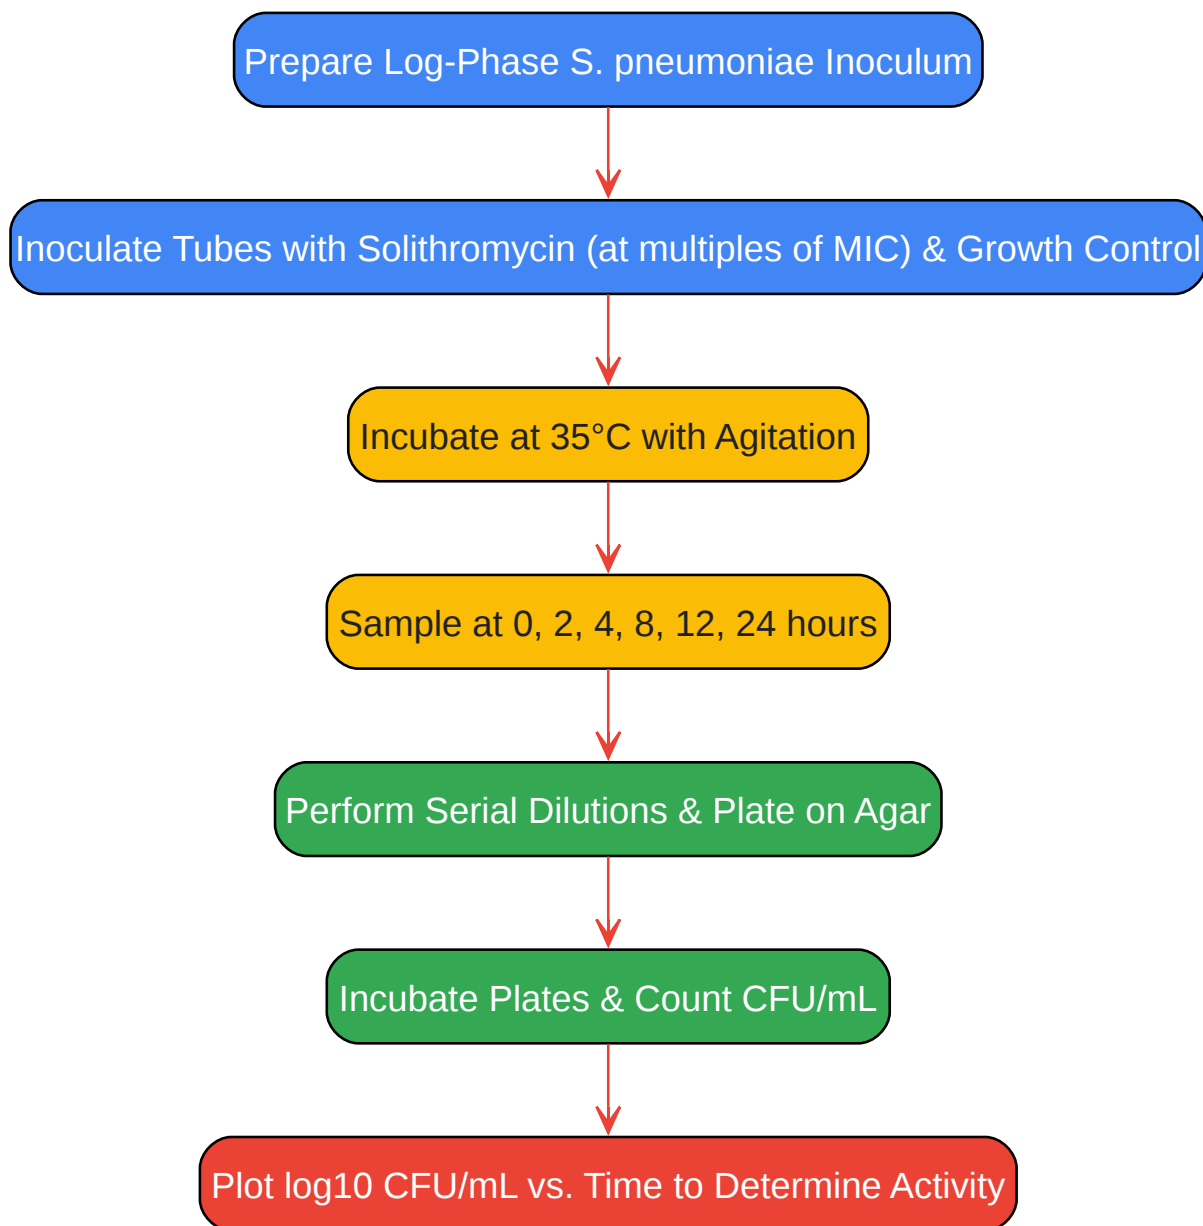 Prepare Log-Phase S. pneumoniae Inoculum
Inoculate Tubes with Solithromycin (at multiples of MIC) & Growth Control
Incubate at 35°C with Agitation
Sample at 0, 2, 4, 8, 12, 24 hours
Perform Serial Dilutions & Plate on Agar
Incubate Plates & Count CFU/mL
Plot log10 CFU/mL vs. Time to Determine Activity